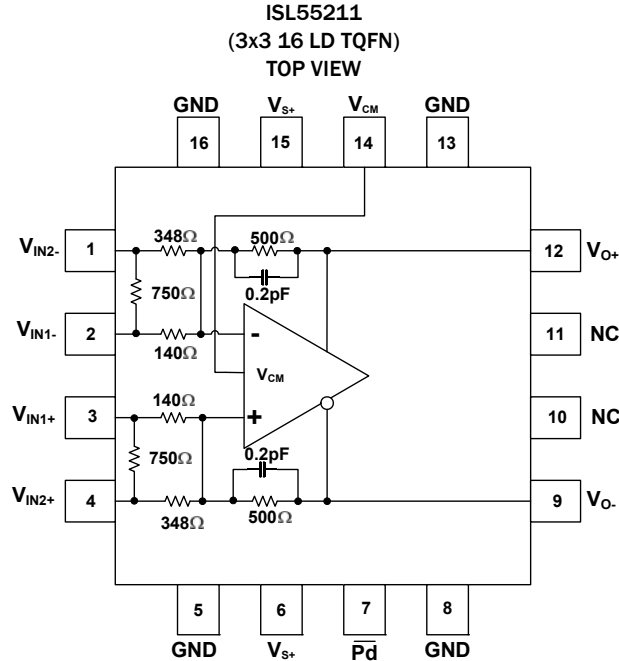 ISL55211
(3x3 16 LD TQFN)
TOP VIEW
GND VS+ VCM GND
16 15 14 13
VIN2- 1 348Ω 500Ω 12 VO+
750Ω 0.2pF
VIN1- 2 - 11 NC
140Ω
VCM
VIN1+ 3 140Ω + 10 NC
750Ω 0.2pF
VIN2+ 4 9 VO-
348Ω 500Ω
5 6 7 8
GND VS+ Pd GND